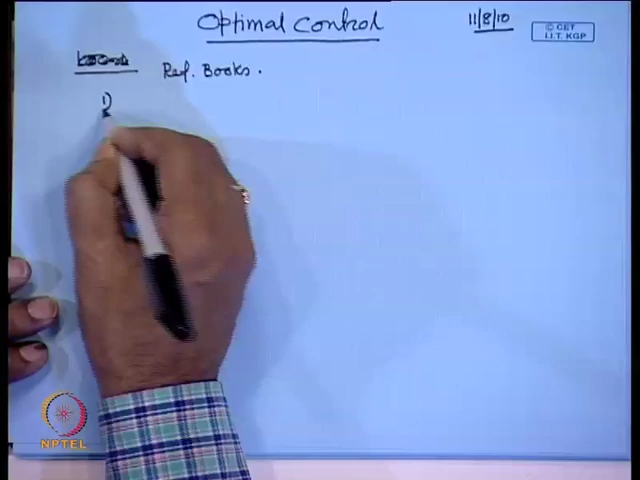 Optimal Control
11/8/10
© CET
I.I.T. KGP
Ref. Books.
1)
NPTEL